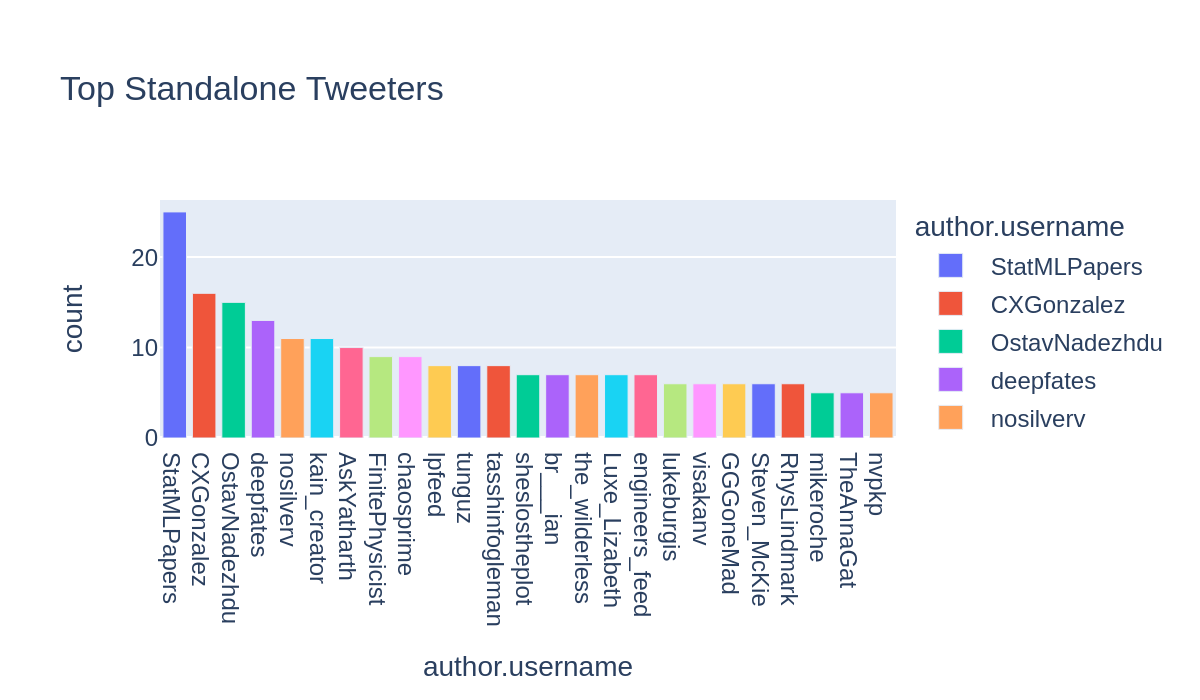 Top Standalone Tweeters
count
20
10
0
StatMLPapers
CXGonzalez
OstavNadezhdu
deepfates
nosilverv
kain_creator
AskYatharth
FinitePhysicist
chaosprime
lpfeed
tunguz
tasshinfogleman
sheslostheplot
br___ian
the_wilderless
Luxe_Lizabeth
engineers_feed
lukeburgis
visakanv
GGGoneMad
Steven_McKie
RhysLindmark
mikeroche
TheAnnaGat
nvpkp
author.username
author.username
StatMLPapers
CXGonzalez
OstavNadezhdu
deepfates
nosilverv